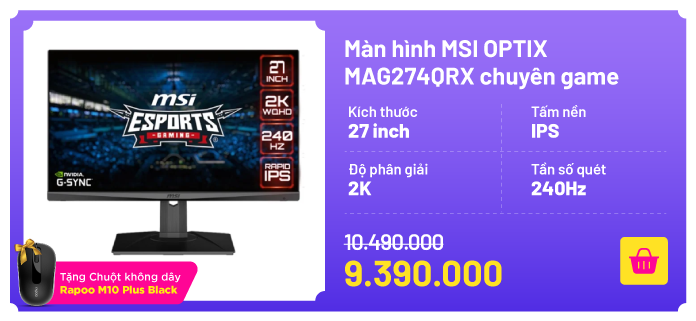 Màn hình MSI OPTIX
MAG274QRX chuyên game
Kích thước
27 inch
Tấm nền
IPS
Độ phân giải
2K
Tần số quét
240Hz
10.490.000
9.390.000
27
INCH
2K
WQHD
240
HZ
RAPID
IPS
msi
ESPORTS
GAMING
NVIDIA.
G-SYNC
msi
Tặng Chuột không dây
Rapoo M10 Plus Black